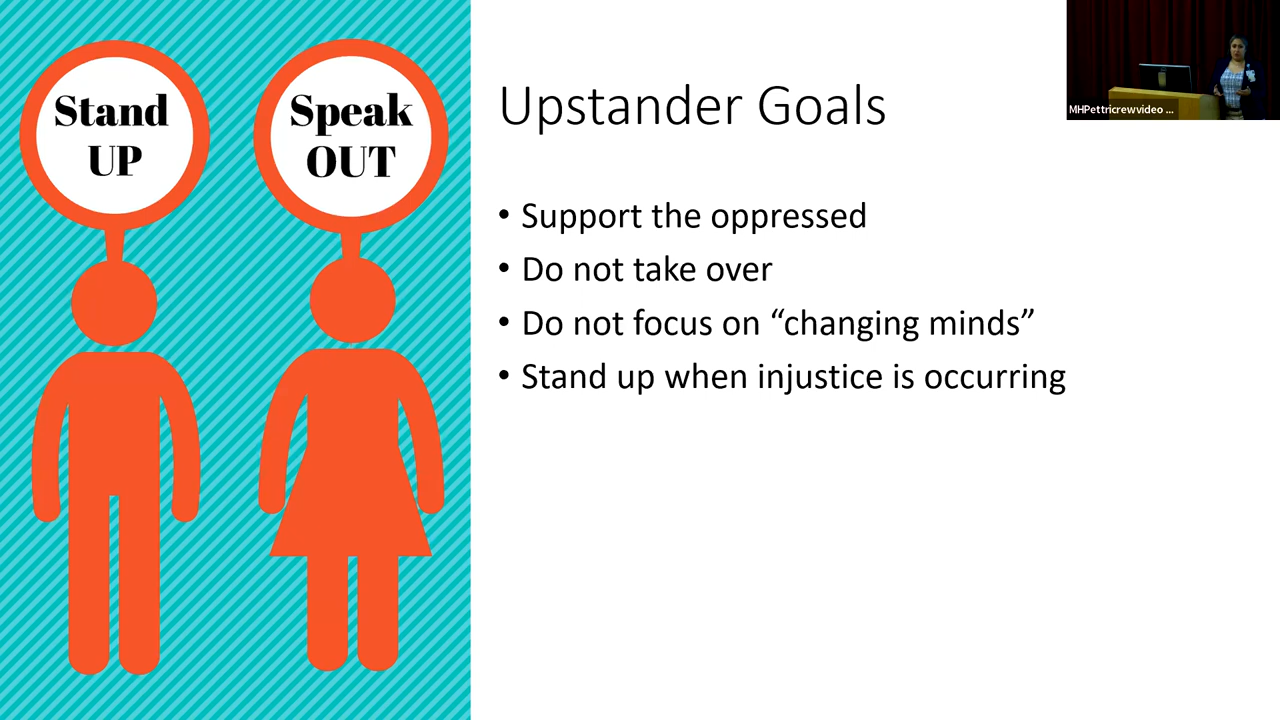 Stand
UP
Speak
OUT
Upstander Goals
• Support the oppressed
• Do not take over
• Do not focus on “changing minds”
• Stand up when injustice is occurring
MHPettricrewvideo ...